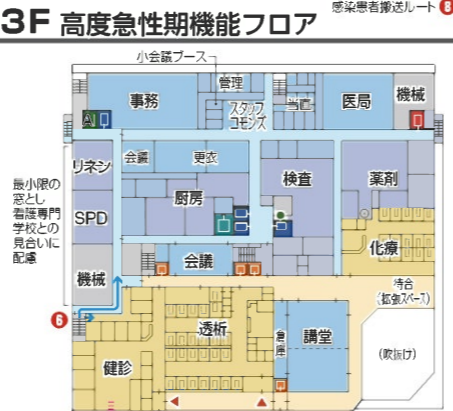 感染患者搬送ルート 8
3F 高度急性期機能フロア
小会議ブース
事務
管理
スタッフ
コモンズ
当直
医局
機械
リネン
会議
更衣
検査
薬剤
厨房
最小限の
窓とし
看護専門
学校との
見合いに
配慮
SPD
化療
会議
機械
待合
(拡張スペース)
6
透析
倉庫
講堂
(吹抜け)
健診